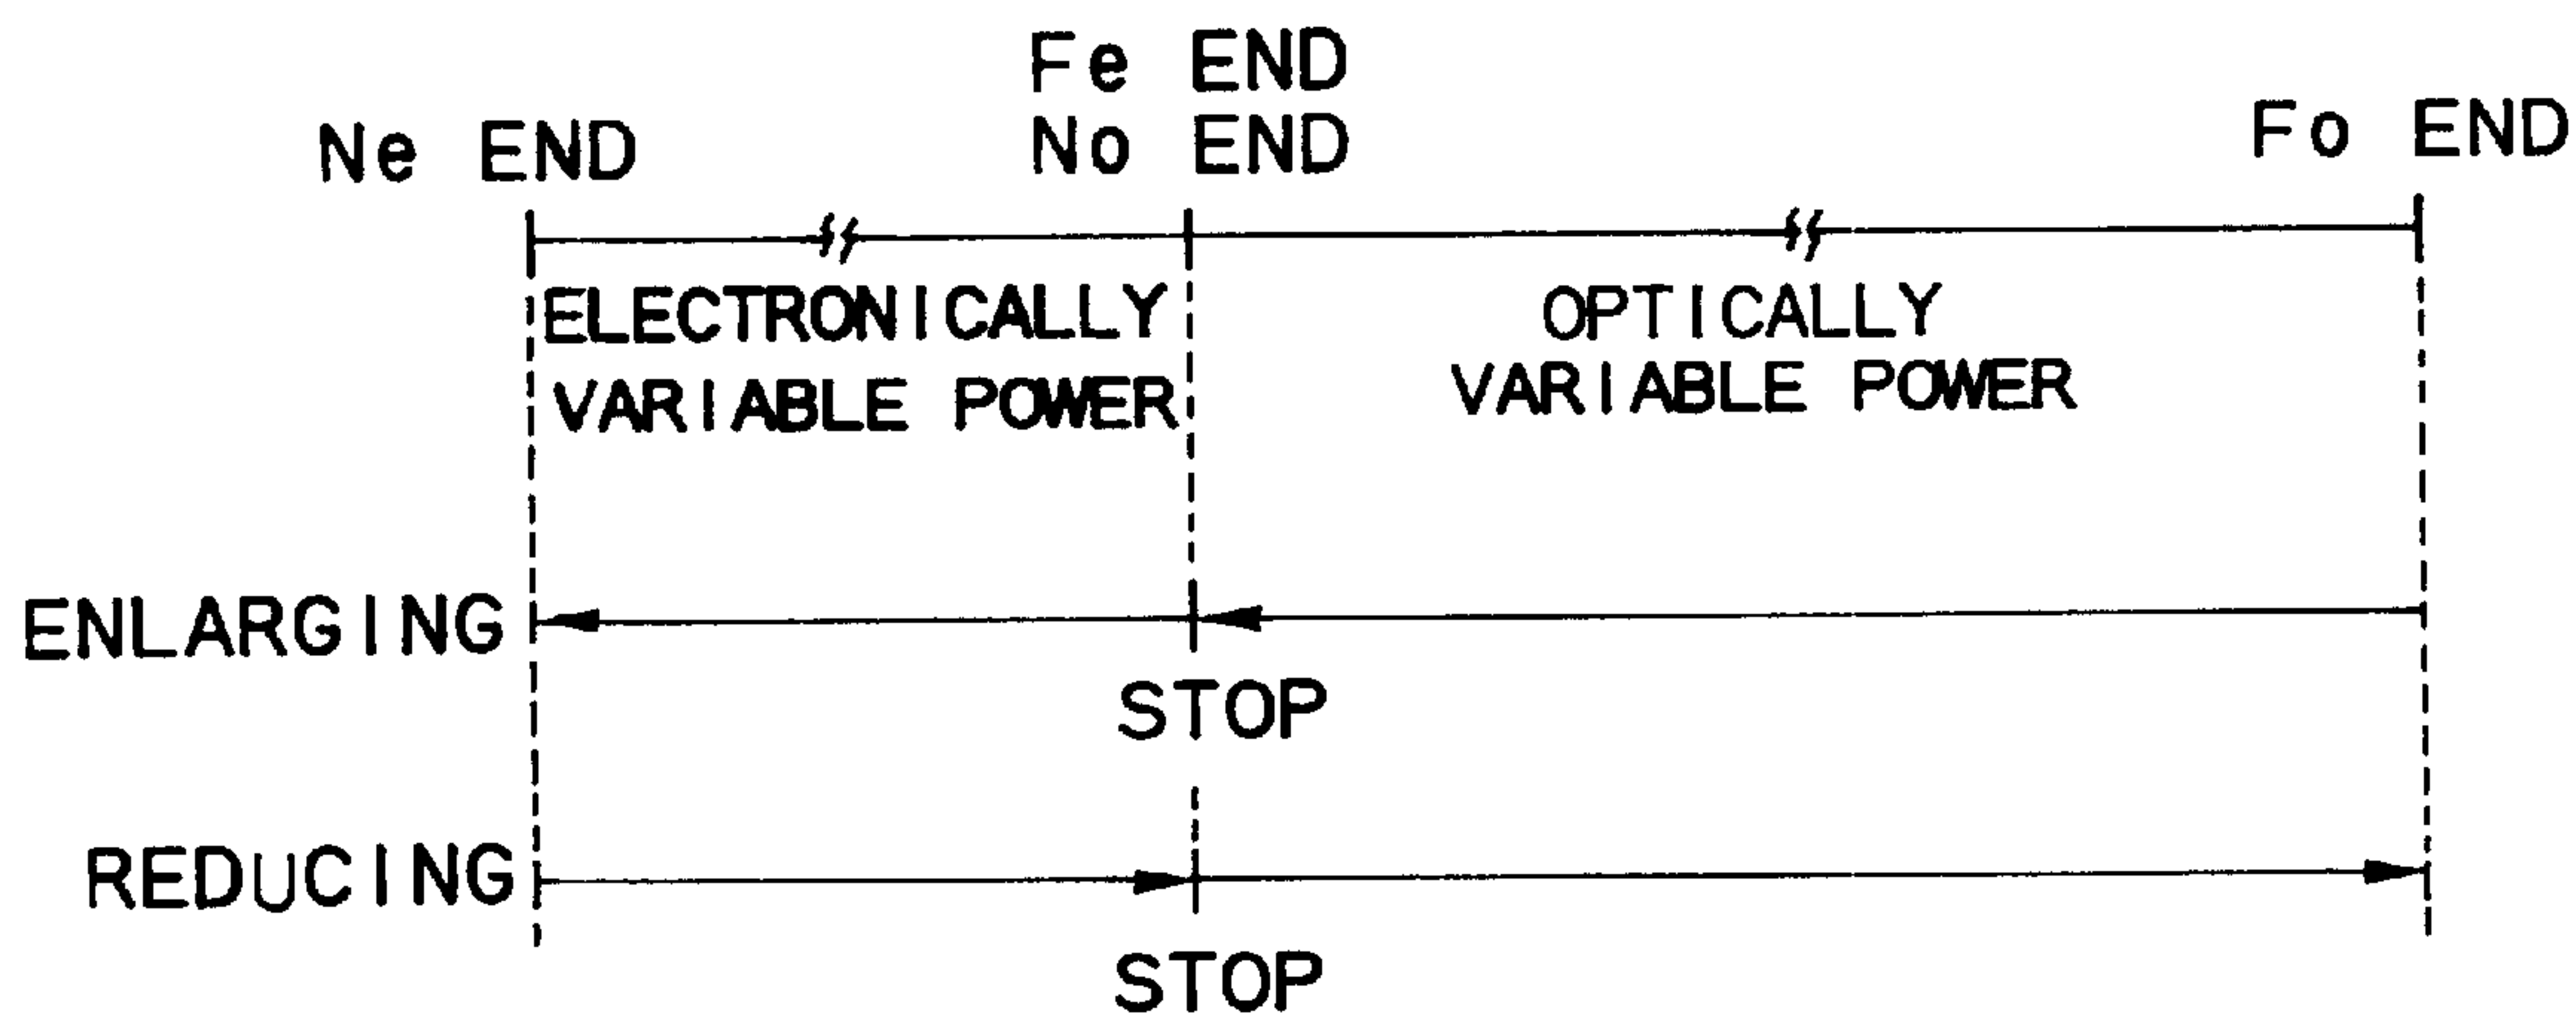 Fe END
Ne END
No END
Fo END
ELECTRONICALLY
VARIABLE POWER
OPTICALLY
VARIABLE POWER
ENLARGING
STOP
REDUCING
STOP